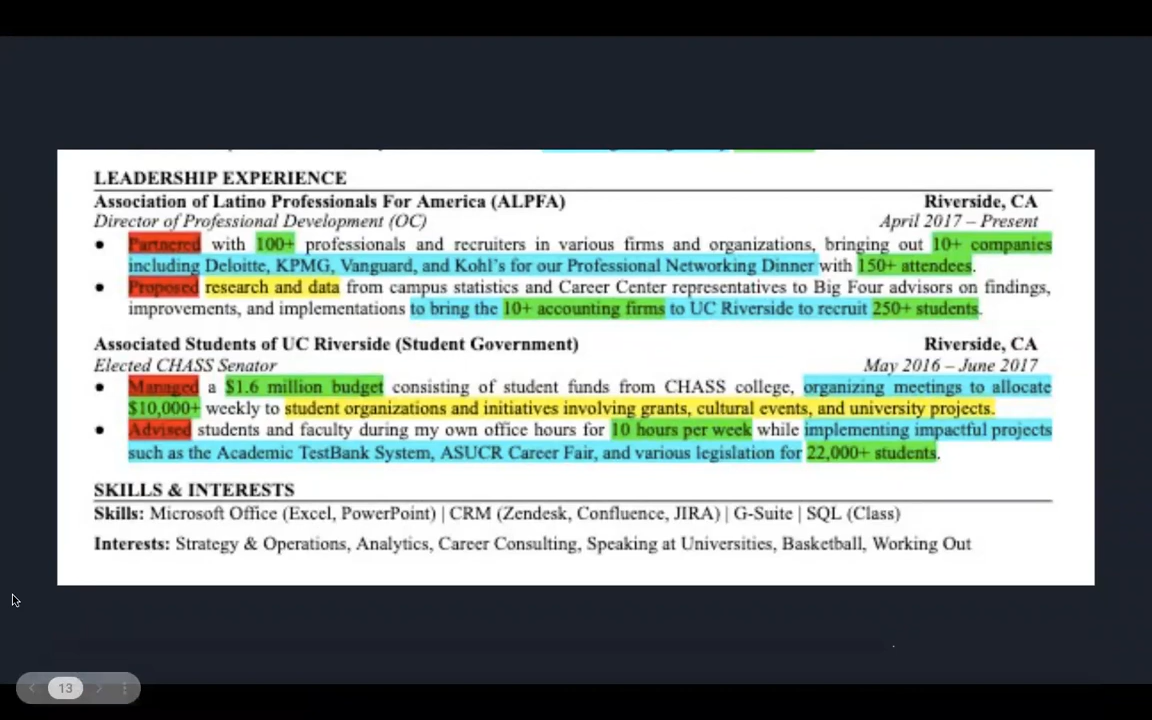 LEADERSHIP EXPERIENCE
Association of Latino Professionals For America (ALPFA) Riverside, CA
Director of Professional Development (OC) April 2017 – Present
● Partnered with 100+ professionals and recruiters in various firms and organizations, bringing out 10+ companies
including Deloitte, KPMG, Vanguard, and Kohl's for our Professional Networking Dinner with 150+ attendees.
● Proposed research and data from campus statistics and Career Center representatives to Big Four advisors on findings,
improvements, and implementations to bring the 10+ accounting firms to UC Riverside to recruit 250+ students.
Associated Students of UC Riverside (Student Government) Riverside, CA
Elected CHASS Senator May 2016 – June 2017
● Managed a $1.6 million budget consisting of student funds from CHASS college, organizing meetings to allocate
$10,000+ weekly to student organizations and initiatives involving grants, cultural events, and university projects.
● Advised students and faculty during my own office hours for 10 hours per week while implementing impactful projects
such as the Academic TestBank System, ASUCR Career Fair, and various legislation for 22,000+ students.
SKILLS & INTERESTS
Skills: Microsoft Office (Excel, PowerPoint) | CRM (Zendesk, Confluence, JIRA) | G-Suite | SQL (Class)
Interests: Strategy & Operations, Analytics, Career Consulting, Speaking at Universities, Basketball, Working Out
13